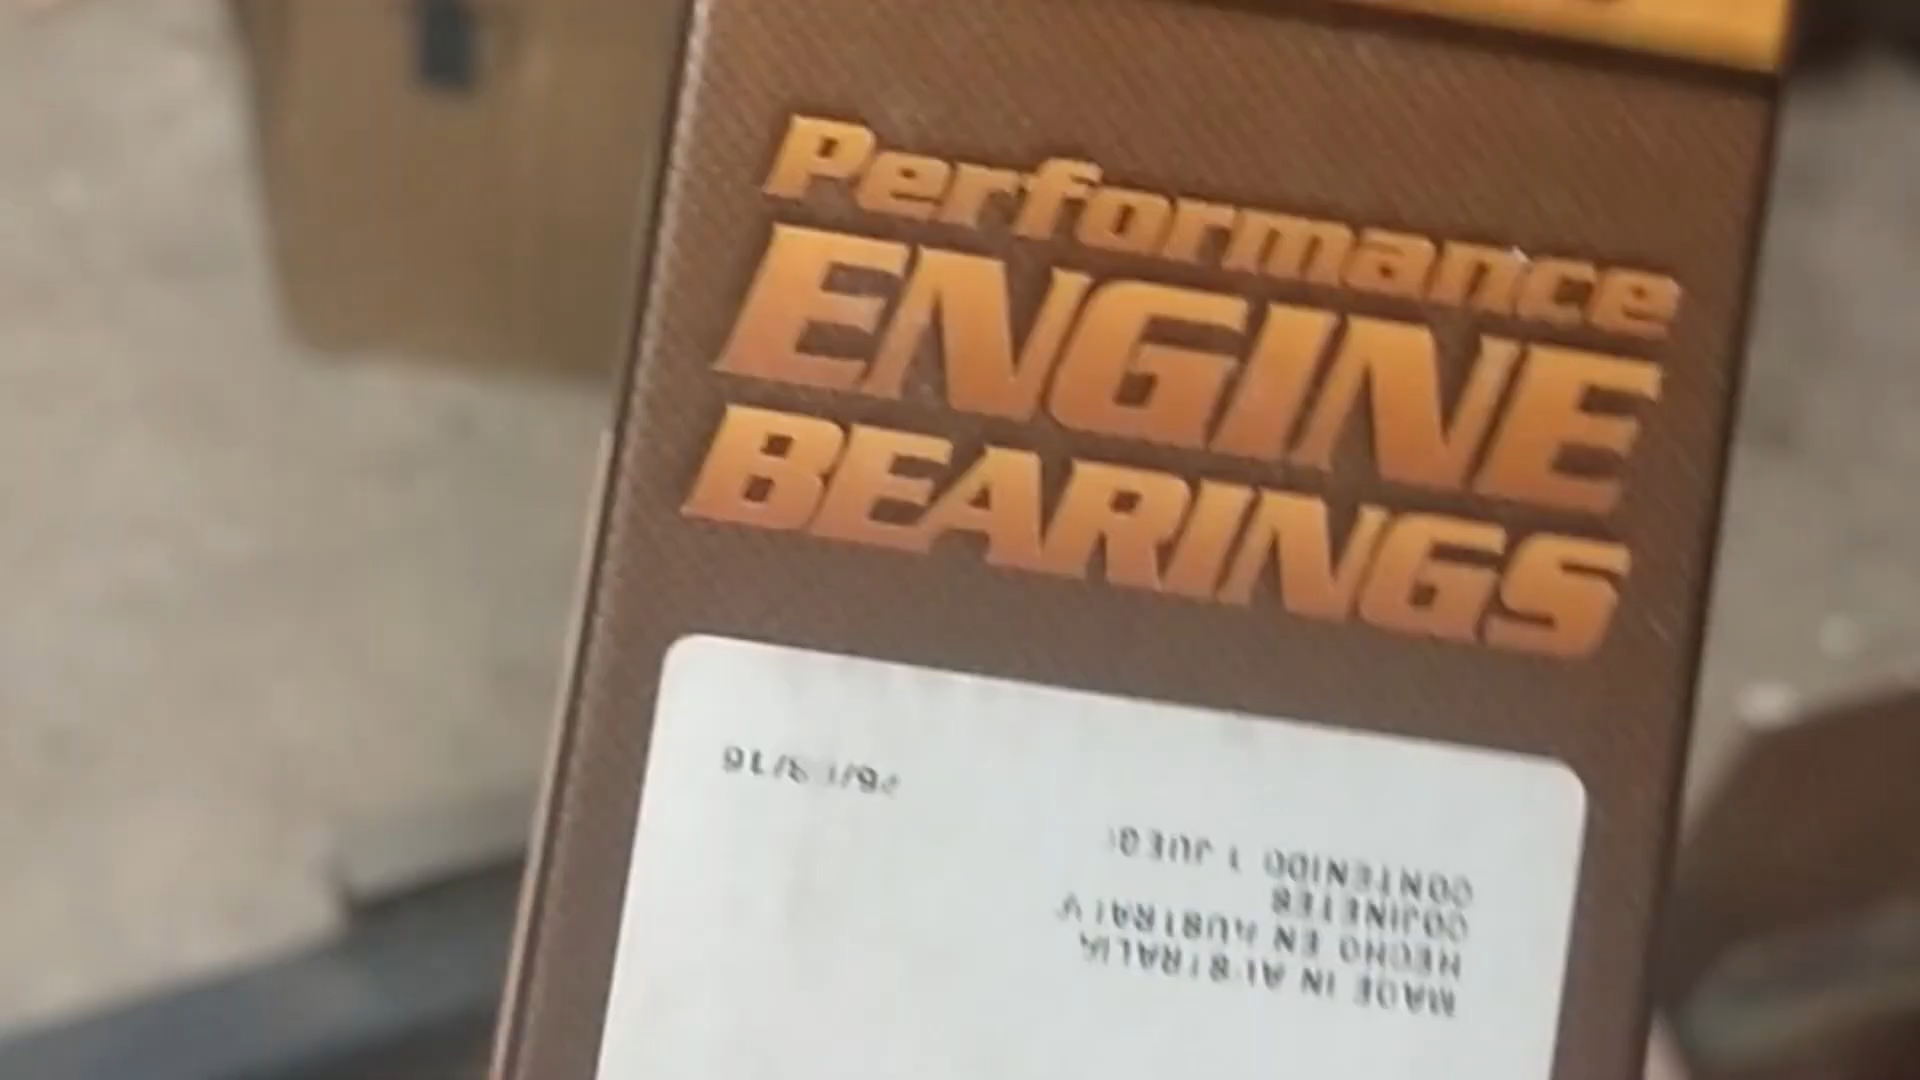 Performance
ENGINE
BEARINGS
MADE IN AUSTRALIA
HECHO EN AUSTRALIA
COJINETES
CONTENIDO 1 JUEGO